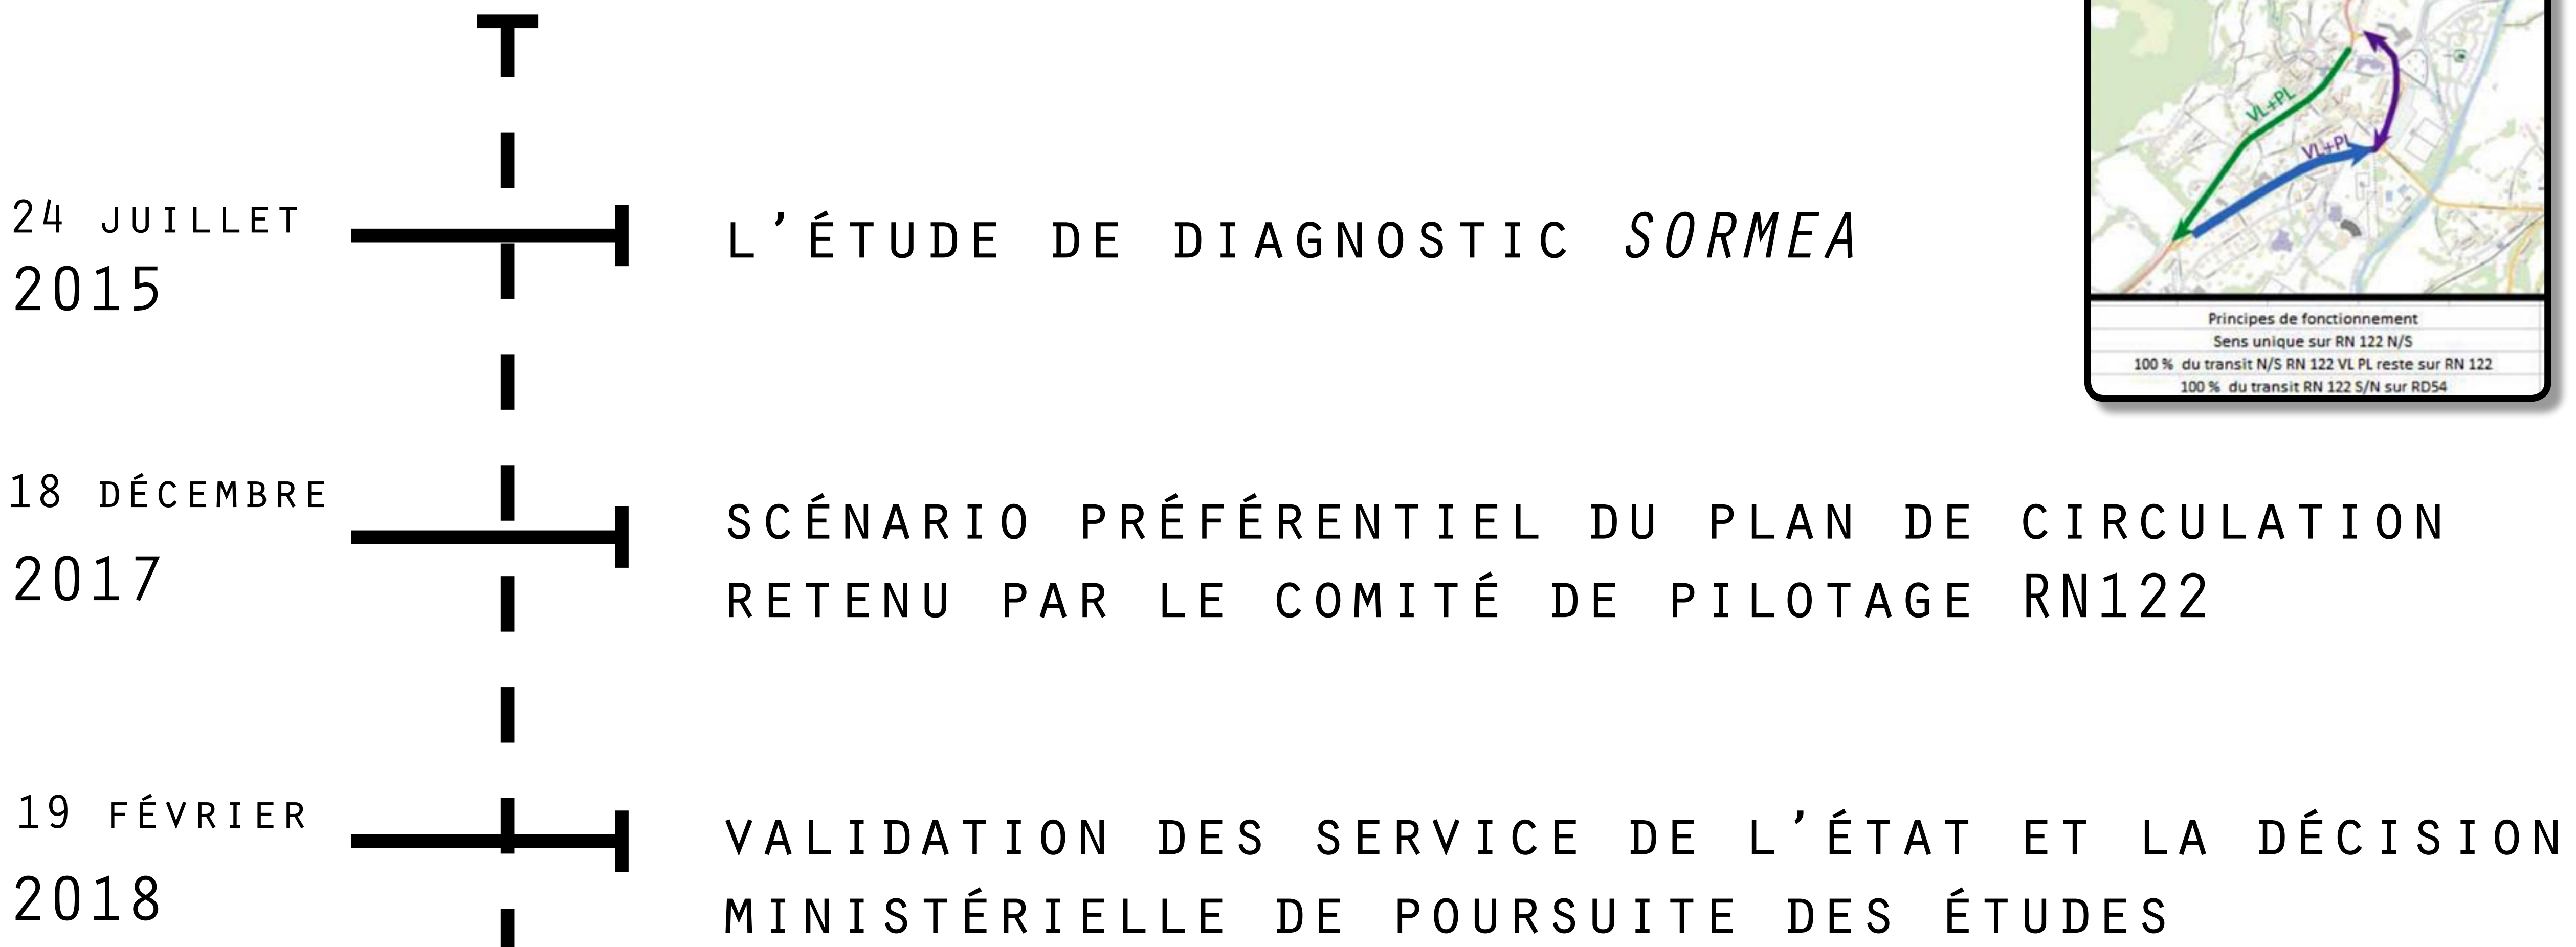 VL+PL
VL+PL
Principes de fonctionnement
Sens unique sur RN 122 N/S
100 % du transit N/S RN 122 VL PL reste sur RN 122
100 % du transit RN 122 S/N sur RD54
24 JUILLET
2015
L'ÉTUDE DE DIAGNOSTIC SORMEA
18 DÉCEMBRE
2017
SCÉNARIO PRÉFÉRENTIEL DU PLAN DE CIRCULATION
RETENU PAR LE COMITÉ DE PILOTAGE RN122
19 FÉVRIER
2018
VALIDATION DES SERVICE DE L'ÉTAT ET LA DÉCISION
MINISTÉRIELLE DE POURSUITE DES ÉTUDES